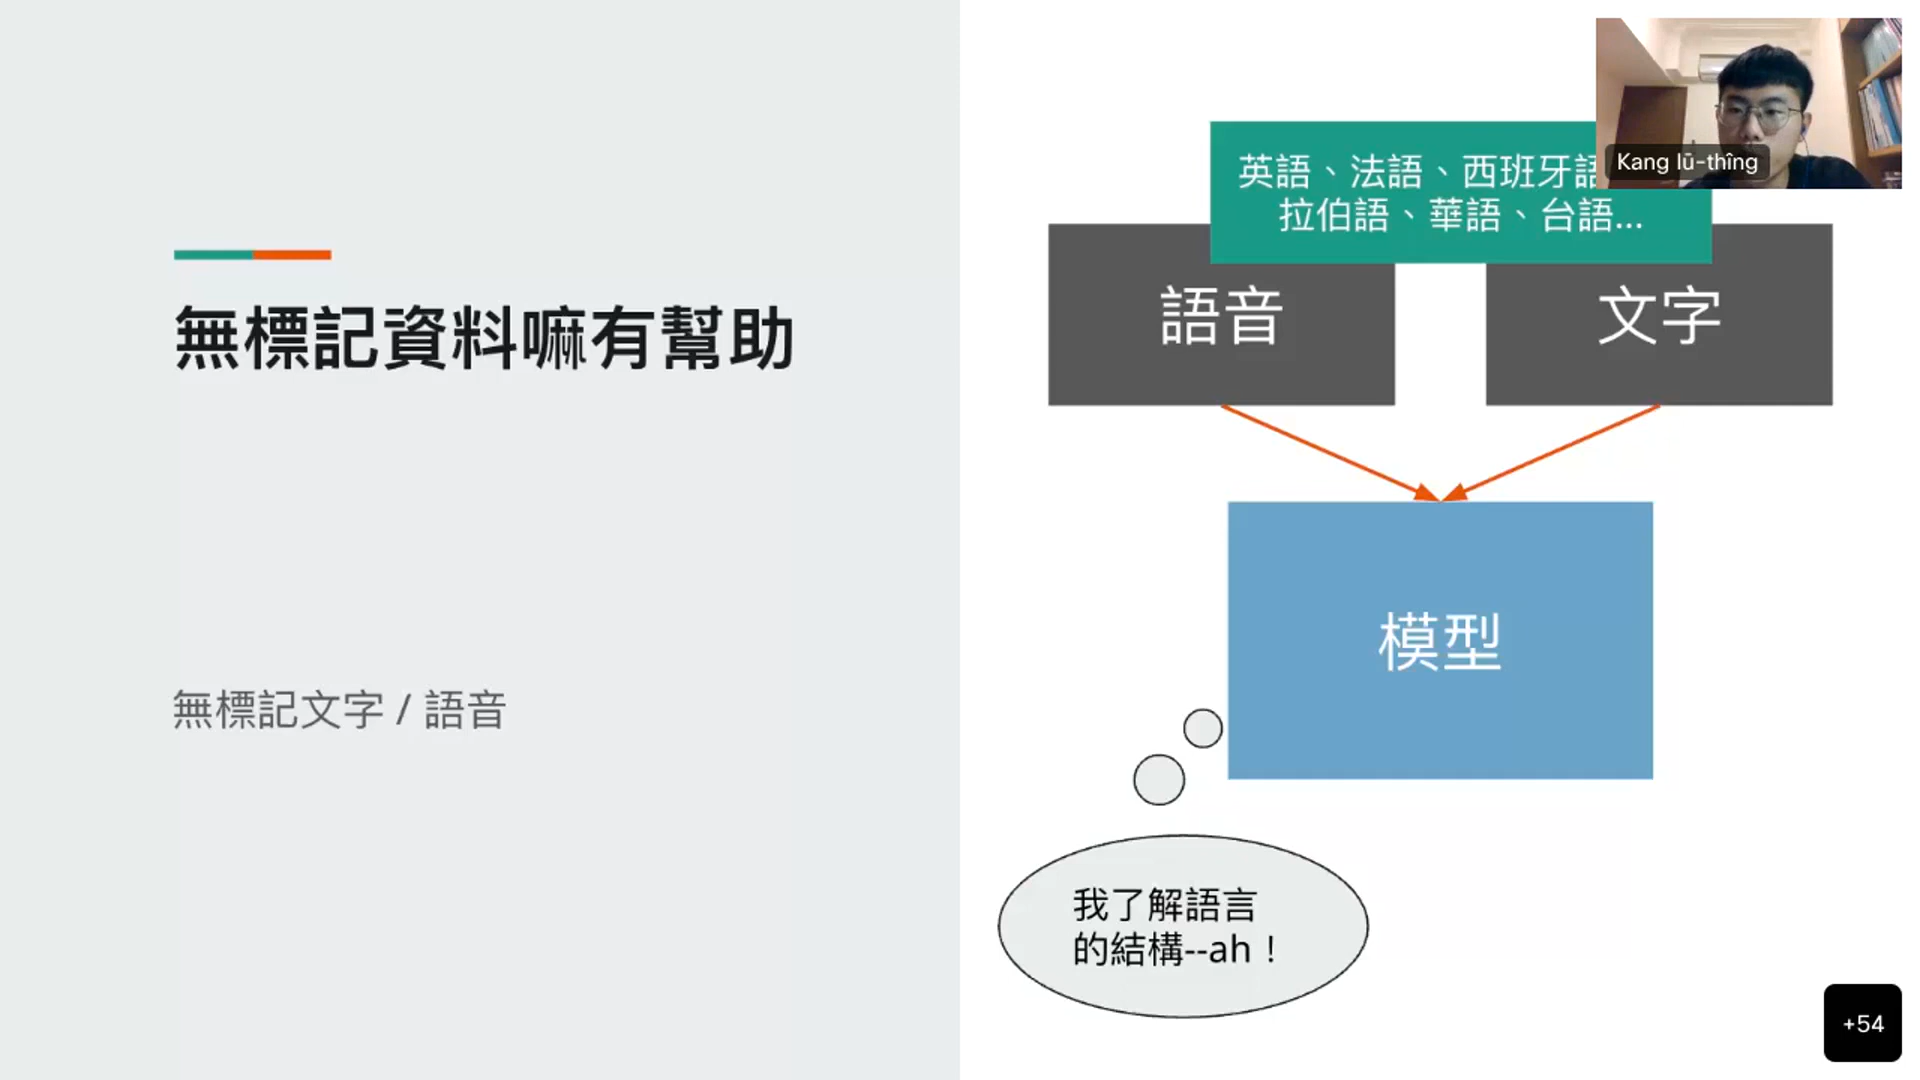 無標記資料嘛有幫助
無標記文字 / 語音
英語、法語、西班牙語
拉伯語、華語、台語...
Kang lū-thîng
語音
文字
模型
我了解語言
的結構--ah！
+54